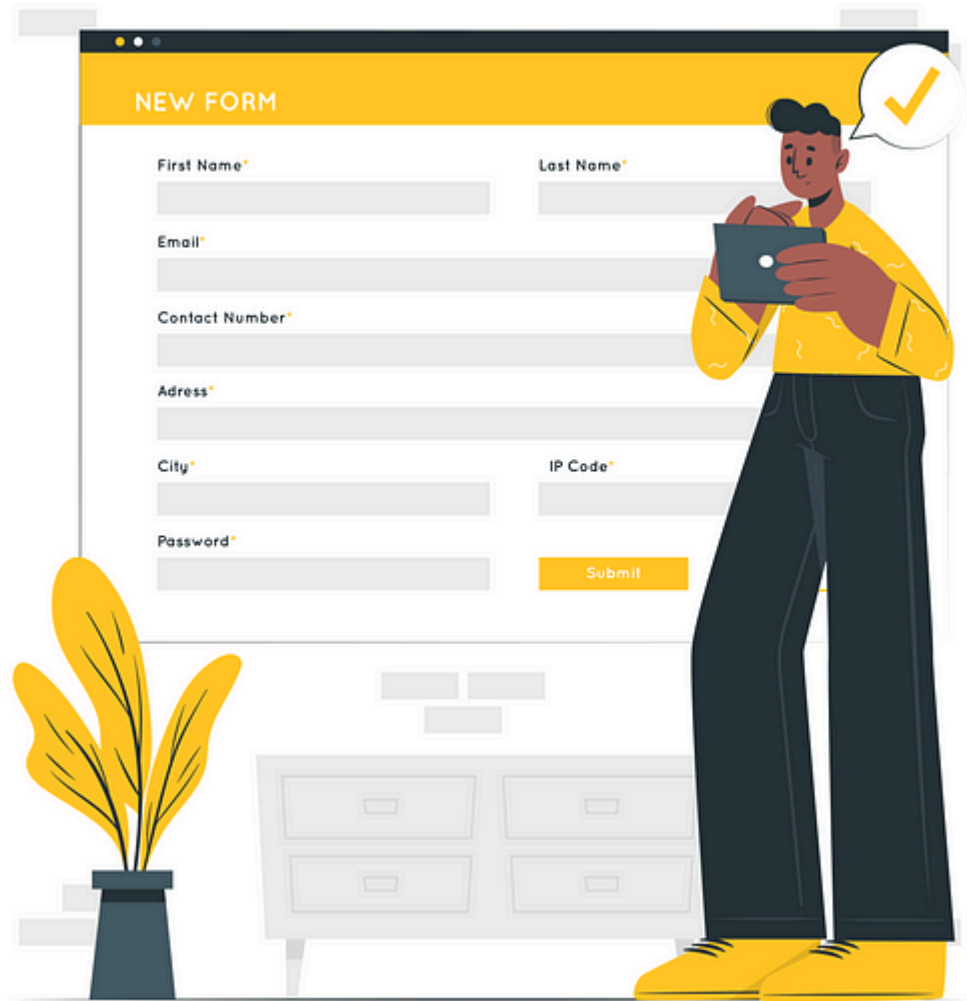 NEW FORM
First Name* Last Name*
Email*
Contact Number*
Adress*
City* IP Code*
Password*
Submit